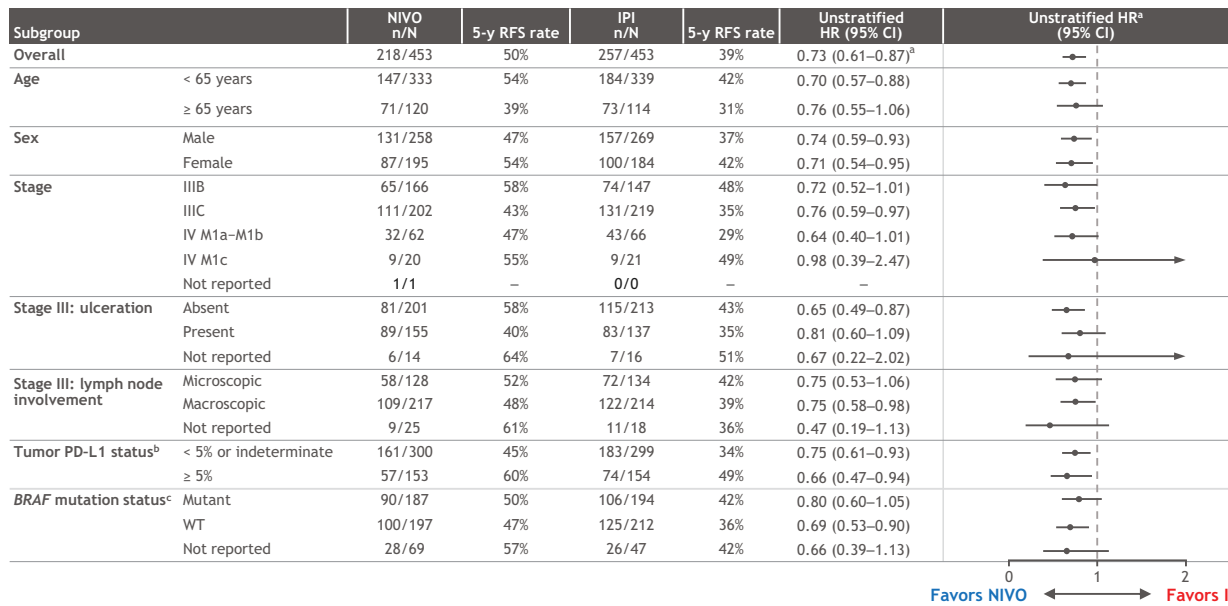 Subgroup NIVO n/N 5-y RFS rate IPI n/N 5-y RFS rate Unstratified HR (95% CI) Unstratified HRa (95% CI)
Overall 218/453 50% 257/453 39% 0.73 (0.61–0.87)a
Age < 65 years 147/333 54% 184/339 42% 0.70 (0.57–0.88)
≥ 65 years 71/120 39% 73/114 31% 0.76 (0.55–1.06)
Sex Male 131/258 47% 157/269 37% 0.74 (0.59–0.93)
Female 87/195 54% 100/184 42% 0.71 (0.54–0.95)
Stage IIIB 65/166 58% 74/147 48% 0.72 (0.52–1.01)
IIIC 111/202 43% 131/219 35% 0.76 (0.59–0.97)
IV M1a–M1b 32/62 47% 43/66 29% 0.64 (0.40–1.01)
IV M1c 9/20 55% 9/21 49% 0.98 (0.39–2.47)
Not reported 1/1 – 0/0 – –
Stage III: ulceration Absent 81/201 58% 115/213 43% 0.65 (0.49–0.87)
Present 89/155 40% 83/137 35% 0.81 (0.60–1.09)
Not reported 6/14 64% 7/16 51% 0.67 (0.22–2.02)
Stage III: lymph node involvement Microscopic 58/128 52% 72/134 42% 0.75 (0.53–1.06)
Macroscopic 109/217 48% 122/214 39% 0.75 (0.58–0.98)
Not reported 9/25 61% 11/18 36% 0.47 (0.19–1.13)
Tumor PD-L1 statusb < 5% or indeterminate 161/300 45% 183/299 34% 0.75 (0.61–0.93)
≥ 5% 57/153 60% 74/154 49% 0.66 (0.47–0.94)
BRAF mutation statusc Mutant 90/187 50% 106/194 42% 0.80 (0.60–1.05)
WT 100/197 47% 125/212 36% 0.69 (0.53–0.90)
Not reported 28/69 57% 26/47 42% 0.66 (0.39–1.13)
0 1 2
Favors NIVO Favors I